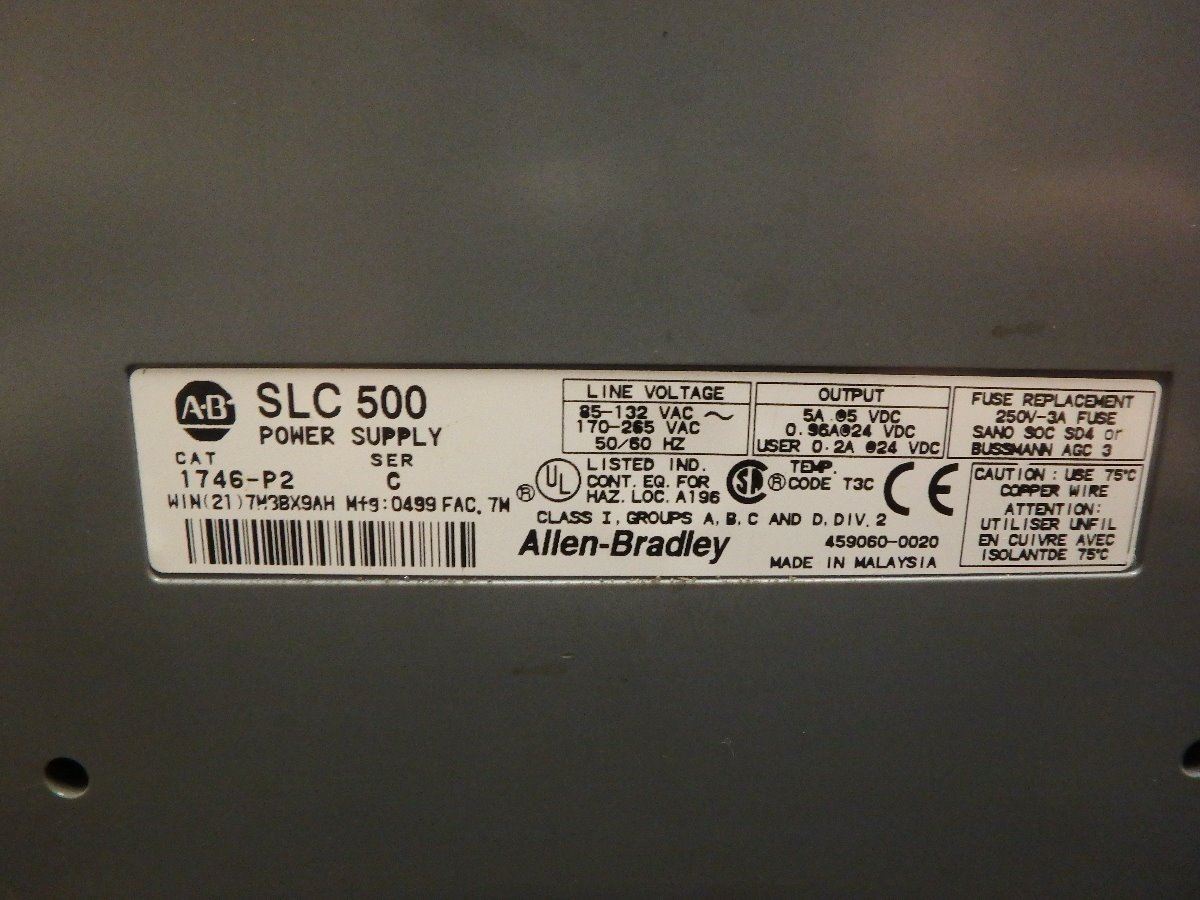 A-B SLC 500
POWER SUPPLY
CAT SER
1746-P2 C
WIN(21)7M3BX9AH Mfg:0499 FAC. 7M
LINE VOLTAGE
85-132 VAC ~
170-265 VAC
50/60 HZ
OUTPUT
5A @5 VDC
0.96A@24 VDC
USER 0.2A @24 VDC
FUSE REPLACEMENT
250V-3A FUSE
SANO SOC SD4 or
BUSSMANN AGC 3
UL ® LISTED IND.
CONT. EQ. FOR
HAZ. LOC. A196
SA ® TEMP.
CODE T3C
CE
CLASS I, GROUPS A, B, C AND D, DIV. 2
Allen-Bradley
459060-0020
MADE IN MALAYSIA
CAUTION : USE 75°C
COPPER WIRE
ATTENTION:
UTILISER UNFIL
EN CUIVRE AVEC
ISOLANTDE 75°C